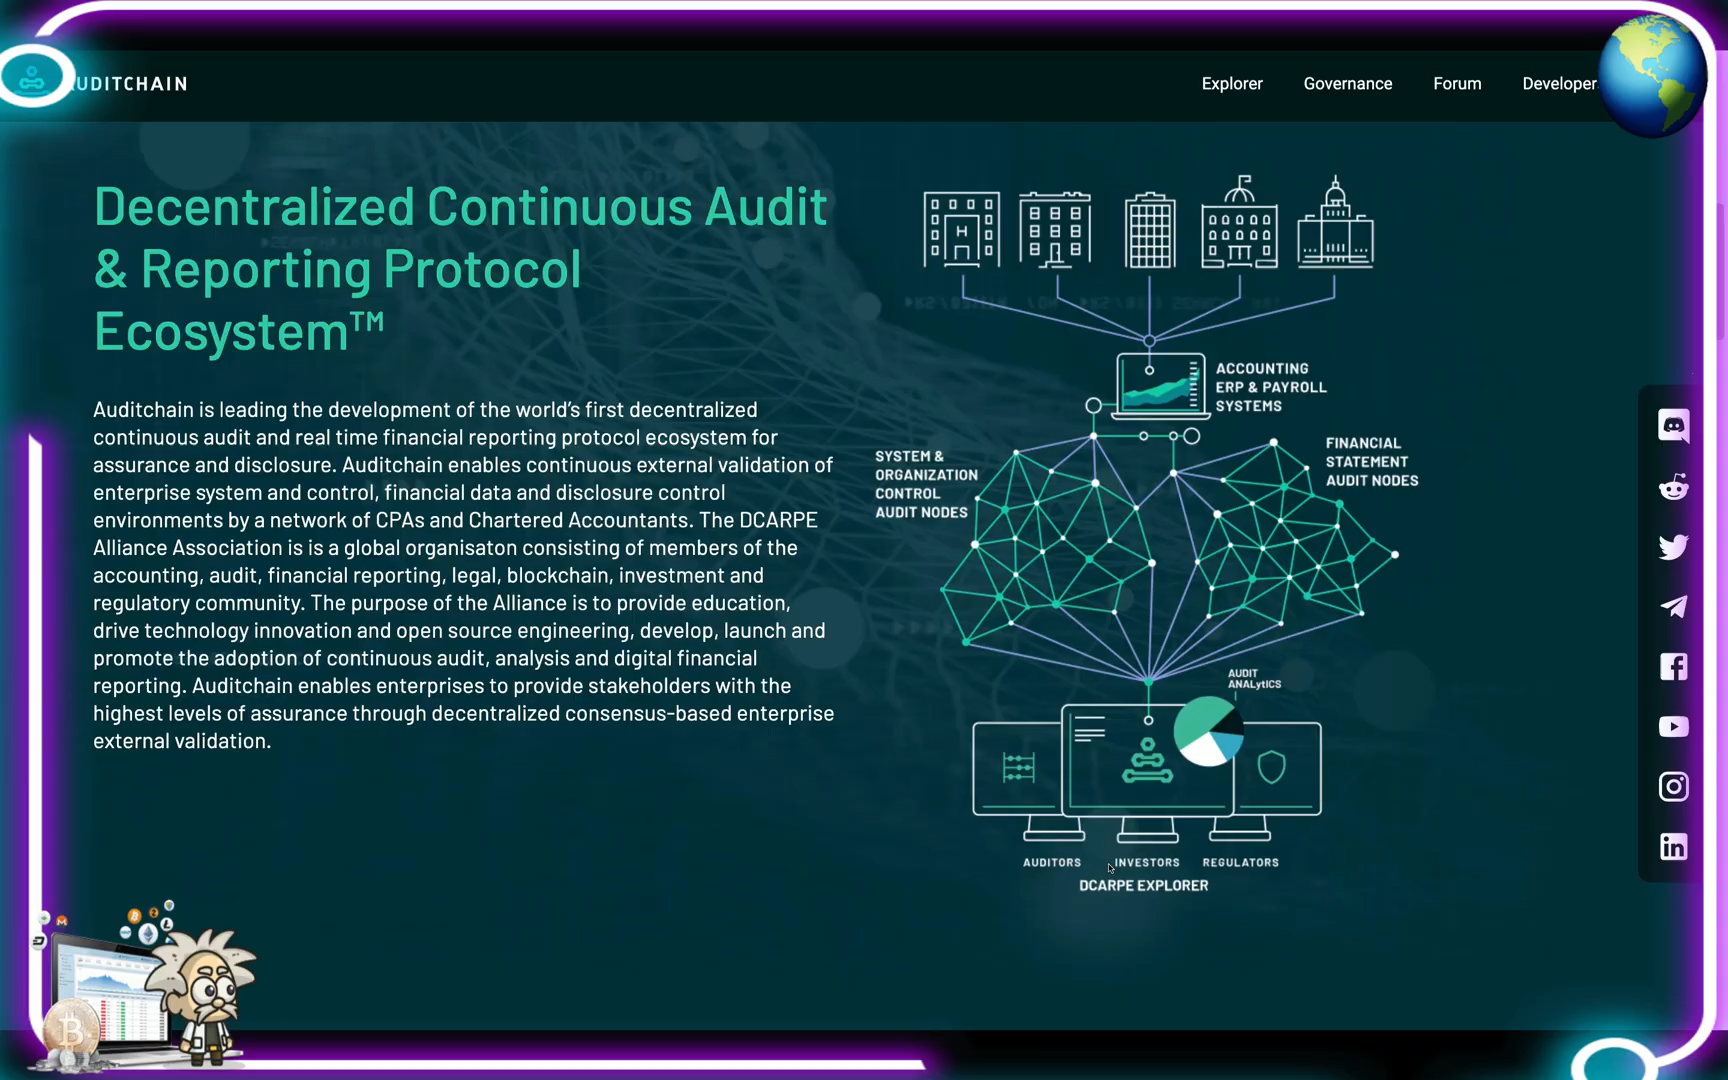 AUDITCHAIN
Explorer
Governance
Forum
Developer
Decentralized Continuous Audit
& Reporting Protocol
Ecosystem™
Auditchain is leading the development of the world's first decentralized
continuous audit and real time financial reporting protocol ecosystem for
assurance and disclosure. Auditchain enables continuous external validation of
enterprise system and control, financial data and disclosure control
environments by a network of CPAs and Chartered Accountants. The DCARPE
Alliance Association is is a global organisaton consisting of members of the
accounting, audit, financial reporting, legal, blockchain, investment and
regulatory community. The purpose of the Alliance is to provide education,
drive technology innovation and open source engineering, develop, launch and
promote the adoption of continuous audit, analysis and digital financial
reporting. Auditchain enables enterprises to provide stakeholders with the
highest levels of assurance through decentralized consensus-based enterprise
external validation.
H
ACCOUNTING
ERP & PAYROLL
SYSTEMS
SYSTEM &
ORGANIZATION
CONTROL
AUDIT NODES
FINANCIAL
STATEMENT
AUDIT NODES
AUDIT
ANALytICS
AUDITORS
INVESTORS
REGULATORS
DCARPE EXPLORER